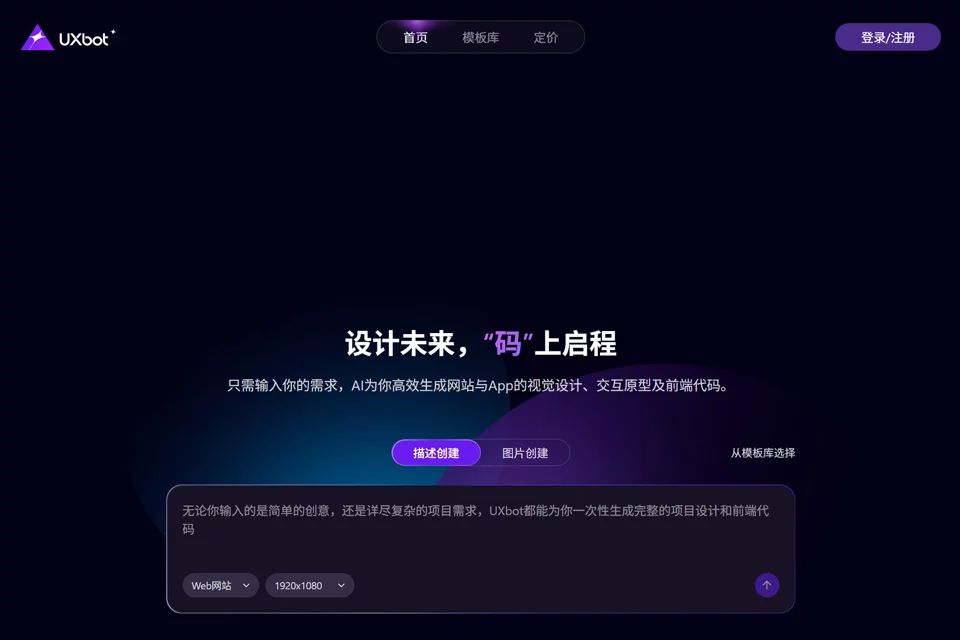 UXbot
首页
模板库
定价
登录/注册
设计未来，“码”上启程
只需输入你的需求，AI为你高效生成网站与App的视觉设计、交互原型及前端代码。
描述创建
图片创建
从模板库选择
无论你输入的是简单的创意，还是详尽复杂的项目需求，UXbot都能为你一次性生成完整的项目设计和前端代
码
Web网站
1920x1080